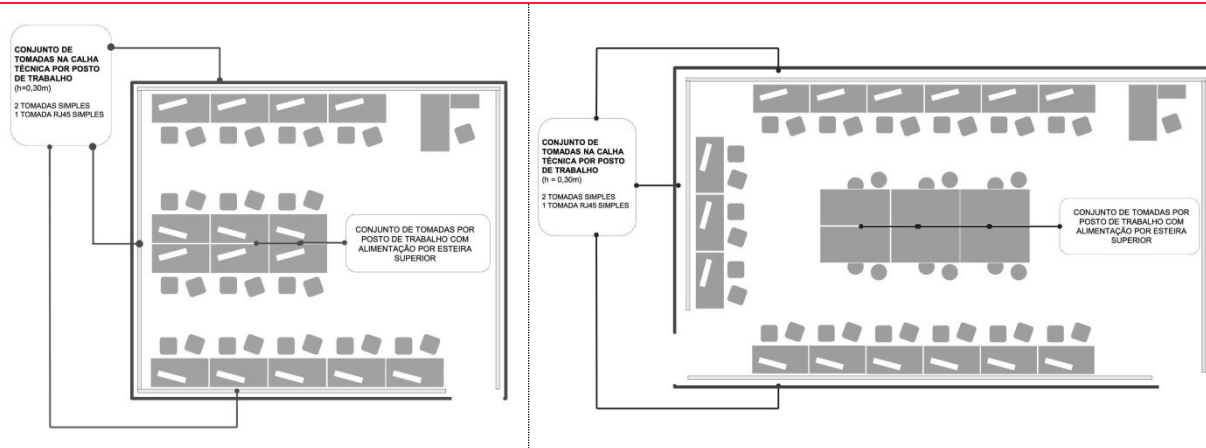 CONJUNTO DE
TOMADAS NA CALHA
TÉCNICA POR POSTO
DE TRABALHO
(h=0,30m)
2 TOMADAS SIMPLES
1 TOMADA RJ45 SIMPLES
CONJUNTO DE TOMADAS POR
POSTO DE TRABALHO COM
ALIMENTAÇÃO POR ESTEIRA
SUPERIOR
CONJUNTO DE
TOMADAS NA CALHA
TÉCNICA POR POSTO
DE TRABALHO
(h = 0,30m)
2 TOMADAS SIMPLES
1 TOMADA RJ45 SIMPLES
CONJUNTO DE TOMADAS POR
POSTO DE TRABALHO COM
ALIMENTAÇÃO POR ESTEIRA
SUPERIOR